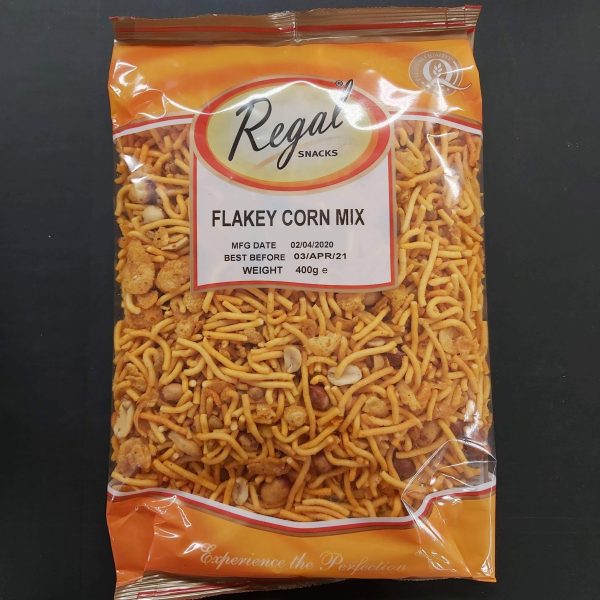 Regal®
SNACKS
FLAKEY CORN MIX
MFG DATE 02/04/2020
BEST BEFORE 03/APR/21
WEIGHT 400g e
Experience the Perfection